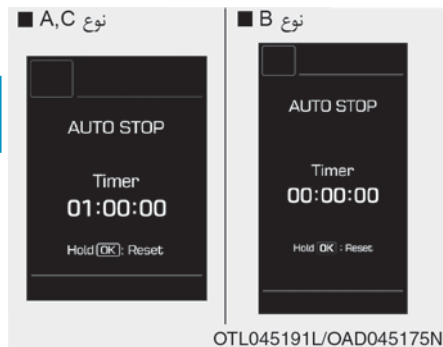 ■ A,C نوع
AUTO STOP
Timer
01:00:00
Hold[OK]: Reset
■ B نوع
AUTO STOP
Timer
00:00:00
Hold OK : Reset
OTL045191L/OAD045175N